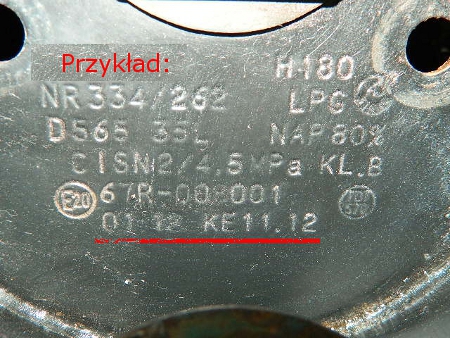 Przykład:
H180
NR 334/262 LPG
D565 35L NAP 80%
CISN 2/4,5MPa KL.B
E20 67R-008001
01 12 KE11.12